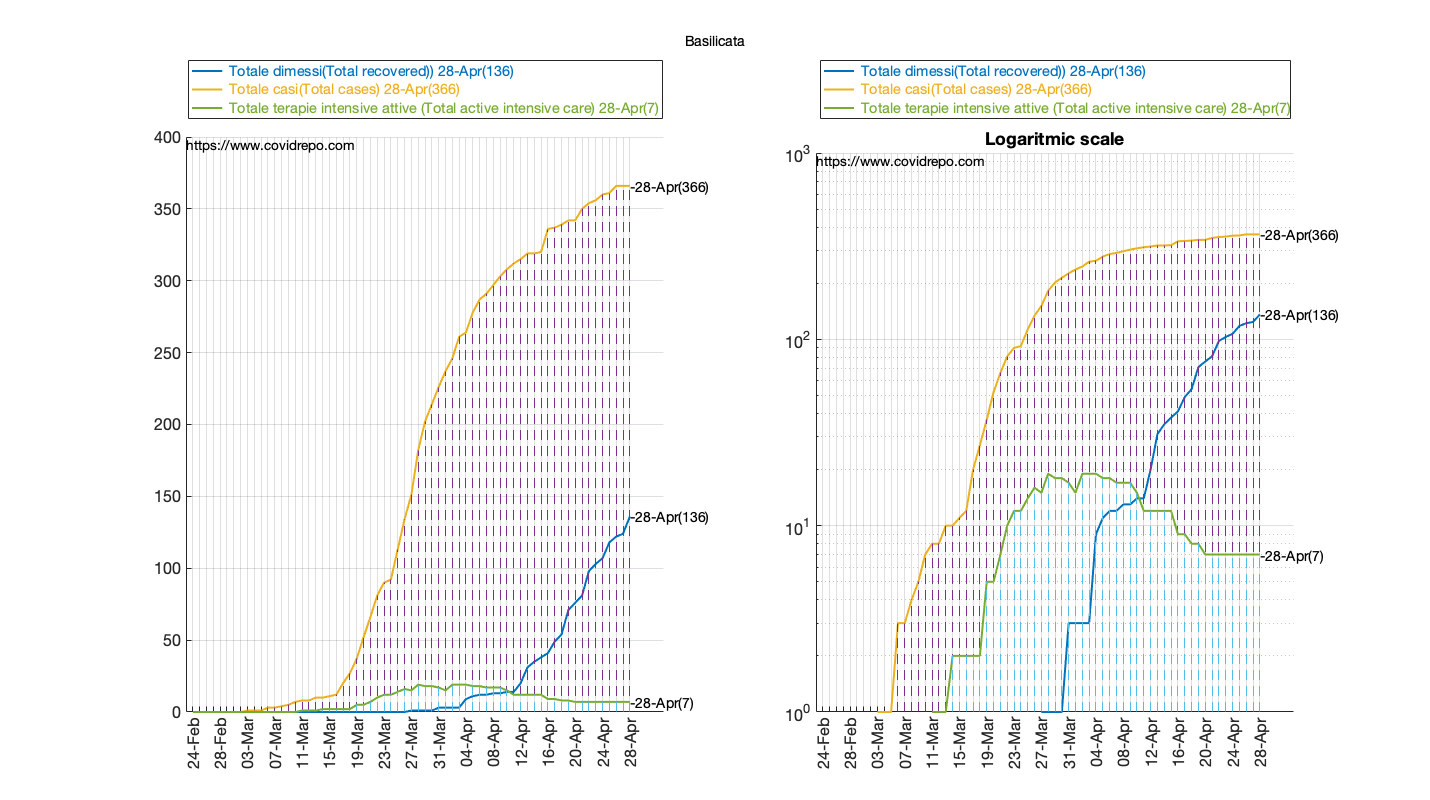 Basilicata
Totale dimessi(Total recovered)) 28-Apr(136)
Totale casi(Total cases) 28-Apr(366)
Totale terapie intensive attive (Total active intensive care) 28-Apr(7)
https://www.covidrepo.com
400
350
300
250
200
150
100
50
0
-28-Apr(366)
-28-Apr(136)
-28-Apr(7)
24-Feb
28-Feb
03-Mar
07-Mar
11-Mar
15-Mar
19-Mar
23-Mar
27-Mar
31-Mar
04-Apr
08-Apr
12-Apr
16-Apr
20-Apr
24-Apr
28-Apr
Totale dimessi(Total recovered)) 28-Apr(136)
Totale casi(Total cases) 28-Apr(366)
Totale terapie intensive attive (Total active intensive care) 28-Apr(7)
Logaritmic scale
https://www.covidrepo.com
10^3
10^2
10^1
10^0
-28-Apr(366)
-28-Apr(136)
-28-Apr(7)
24-Feb
28-Feb
03-Mar
07-Mar
11-Mar
15-Mar
19-Mar
23-Mar
27-Mar
31-Mar
04-Apr
08-Apr
12-Apr
16-Apr
20-Apr
24-Apr
28-Apr